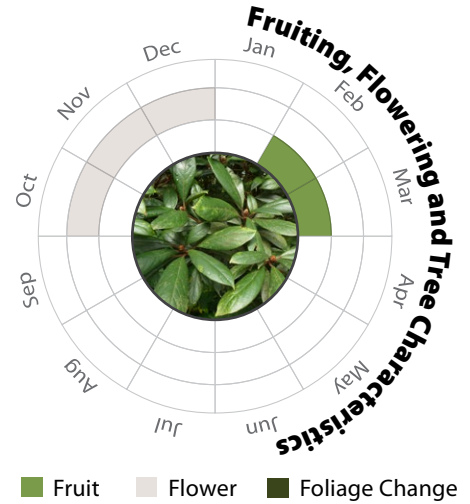 Fruiting, Flowering and Tree Characteristics
Jan
Feb
Mar
Apr
May
Jun
Jul
Aug
Sep
Oct
Nov
Dec
Fruit
Flower
Foliage Change